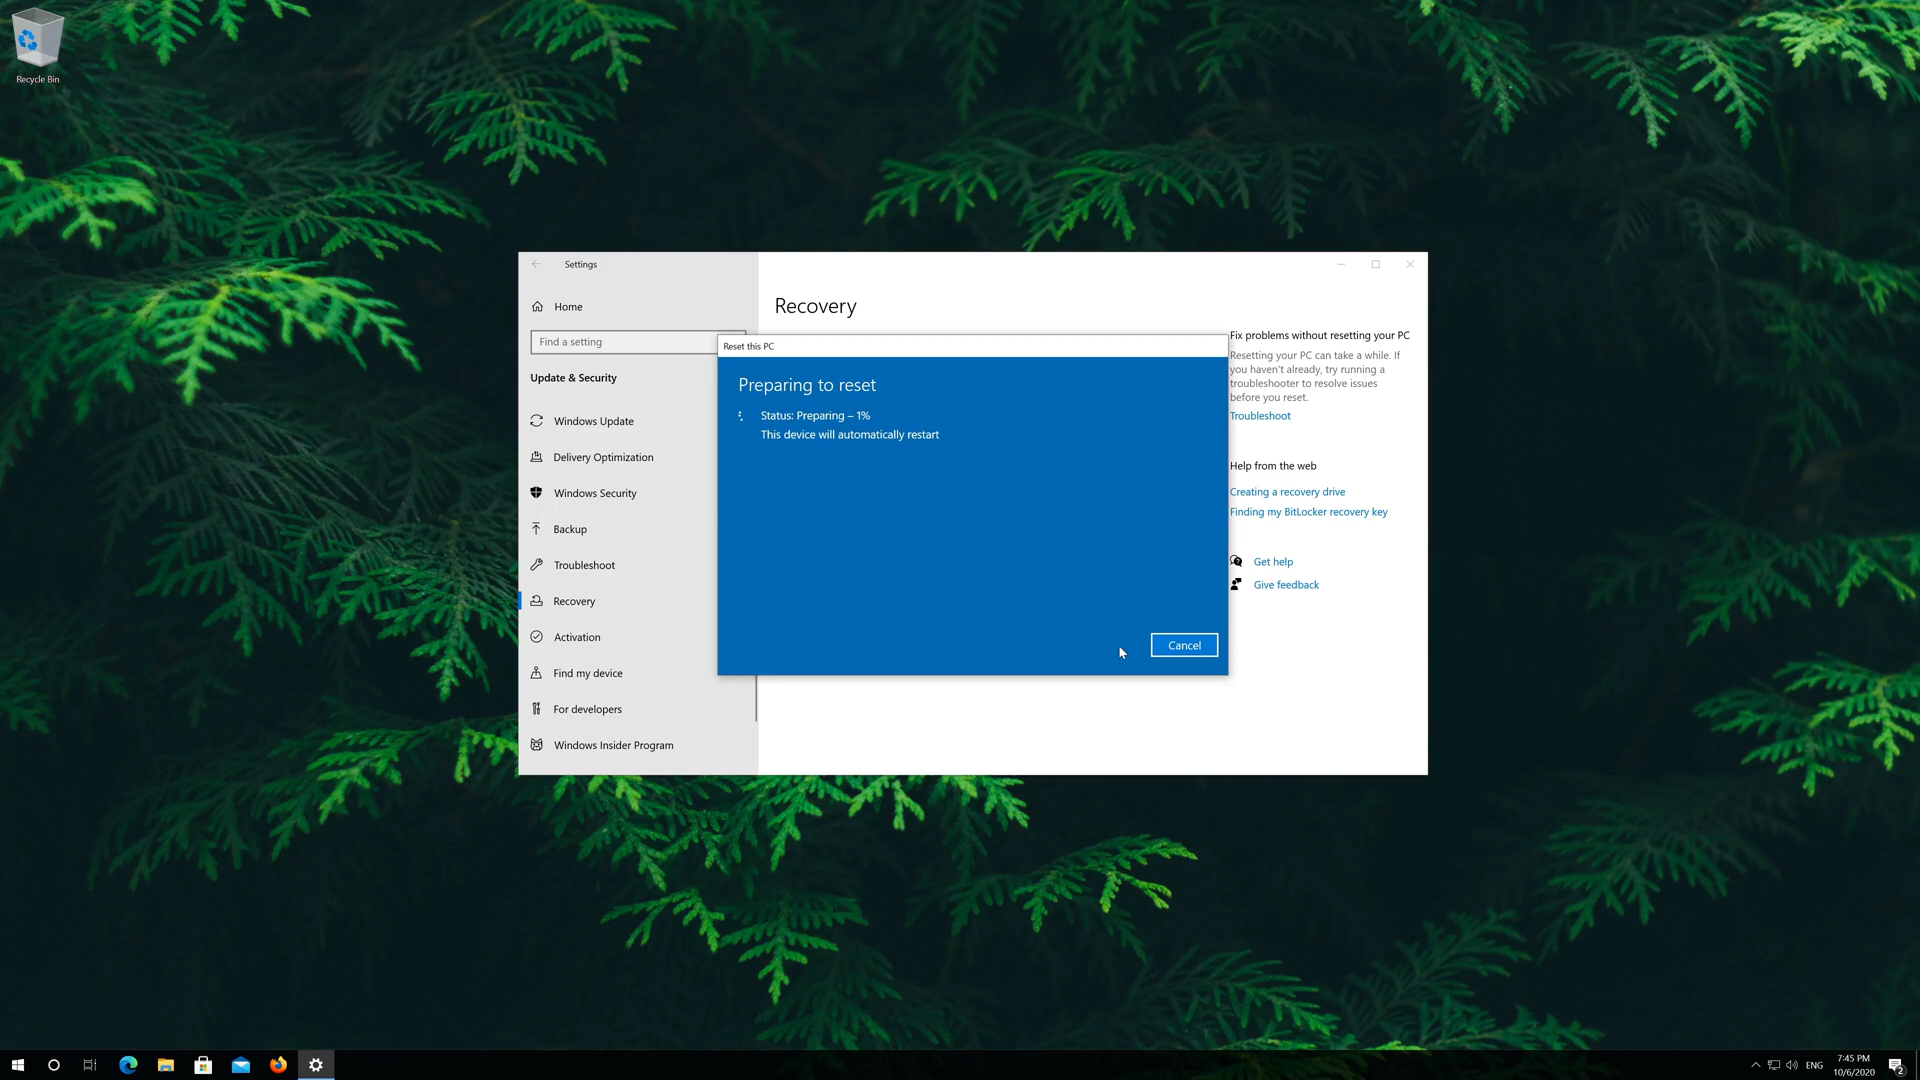 Recycle Bin
Settings
Home
Find a setting
Update & Security
Windows Update
Delivery Optimization
Windows Security
Backup
Troubleshoot
Recovery
Activation
Find my device
For developers
Windows Insider Program
Recovery
Reset this PC
Preparing to reset
Status: Preparing – 1%
This device will automatically restart
Cancel
Fix problems without resetting your PC
Resetting your PC can take a while. If
you haven't already, try running a
troubleshooter to resolve issues
before you reset.
Troubleshoot
Help from the web
Creating a recovery drive
Finding my BitLocker recovery key
Get help
Give feedback
ENG
7:45 PM
10/6/2020
2